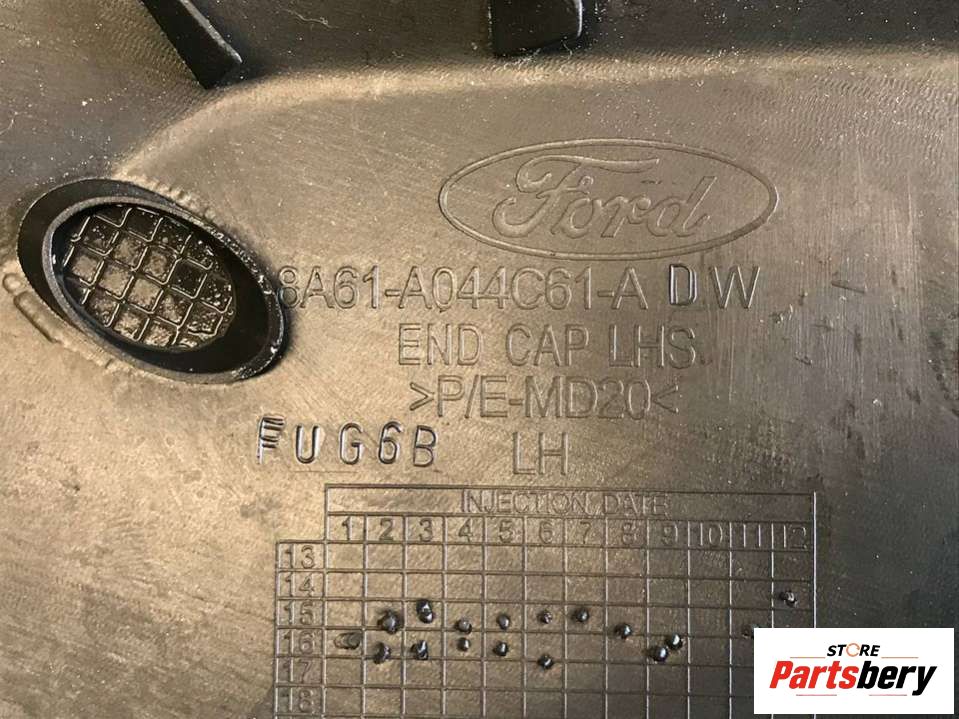 Ford
8A61-A044C61-A D W
END CAP LHS
>P/E-MD20<
FUG6B LH
INJECTION DATE
1 2 3 4 5 6 7 8 9 10 11 12
13
14
15
16
17
18
STORE
Partsbery